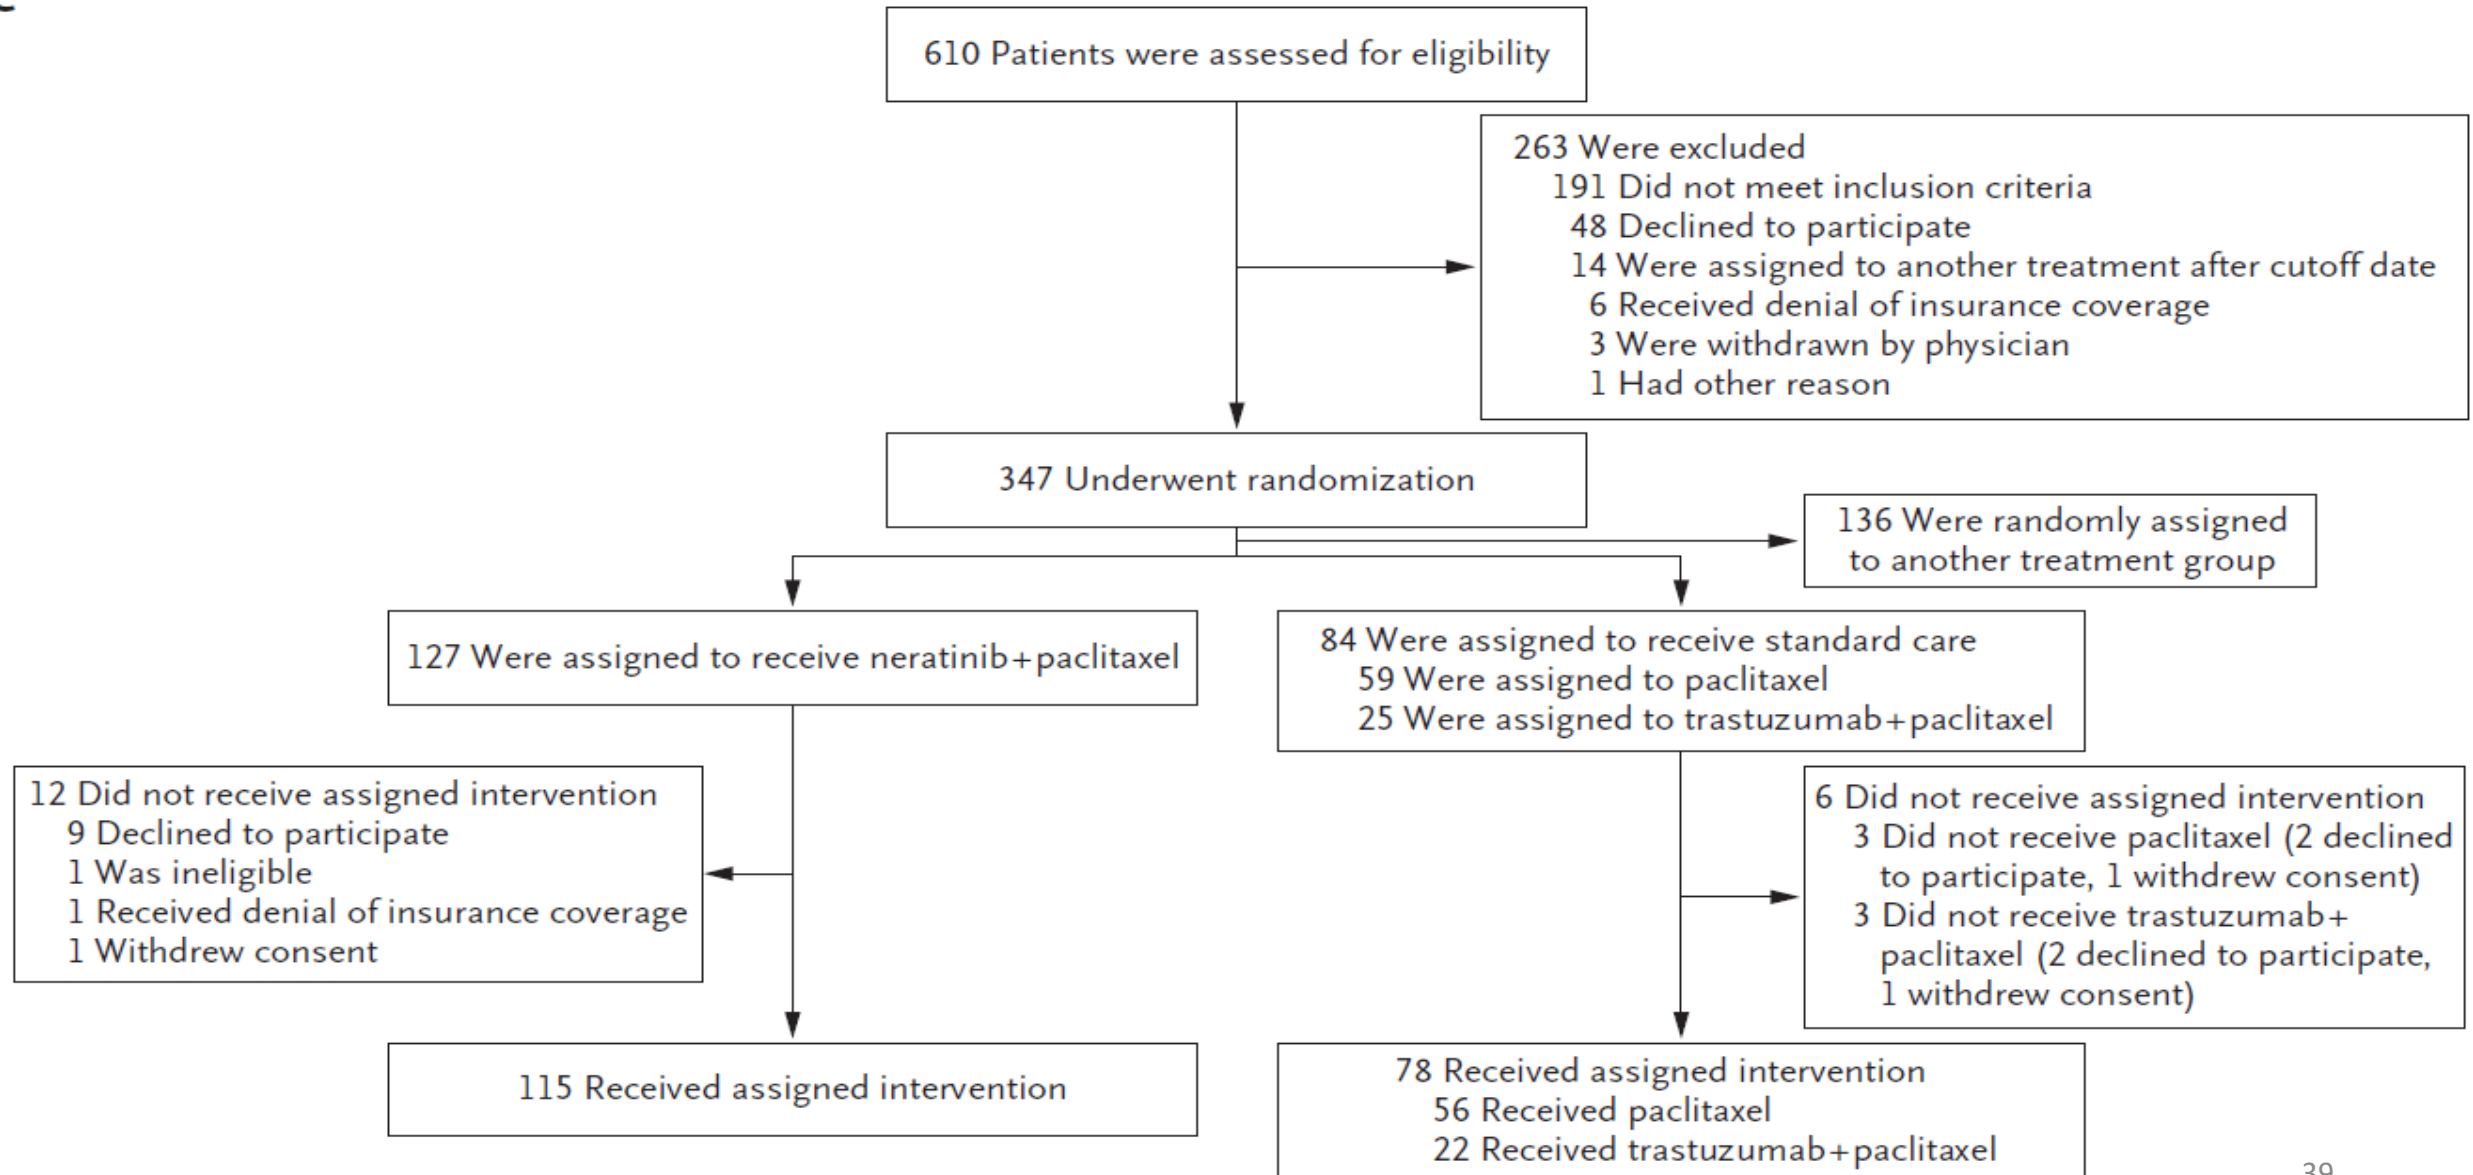 610 Patients were assessed for eligibility
263 Were excluded
191 Did not meet inclusion criteria
48 Declined to participate
14 Were assigned to another treatment after cutoff date
6 Received denial of insurance coverage
3 Were withdrawn by physician
1 Had other reason
347 Underwent randomization
136 Were randomly assigned
to another treatment group
127 Were assigned to receive neratinib+paclitaxel
84 Were assigned to receive standard care
59 Were assigned to paclitaxel
25 Were assigned to trastuzumab+paclitaxel
12 Did not receive assigned intervention
9 Declined to participate
1 Was ineligible
1 Received denial of insurance coverage
1 Withdrew consent
6 Did not receive assigned intervention
3 Did not receive paclitaxel (2 declined
to participate, 1 withdrew consent)
3 Did not receive trastuzumab+
paclitaxel (2 declined to participate,
1 withdrew consent)
115 Received assigned intervention
78 Received assigned intervention
56 Received paclitaxel
22 Received trastuzumab+paclitaxel
39